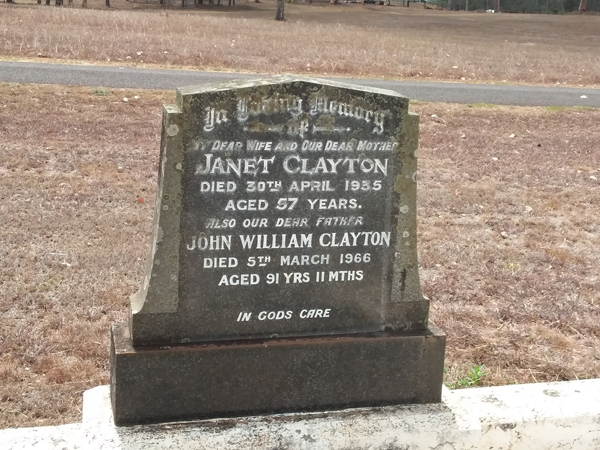 In Loving Memory
of
MY DEAR WIFE AND OUR DEAR MOTHER
JANET CLAYTON
DIED 30TH APRIL 1935
AGED 57 YEARS.
ALSO OUR DEAR FATHER
JOHN WILLIAM CLAYTON
DIED 5TH MARCH 1966
AGED 91 YRS 11 MTHS
IN GODS CARE